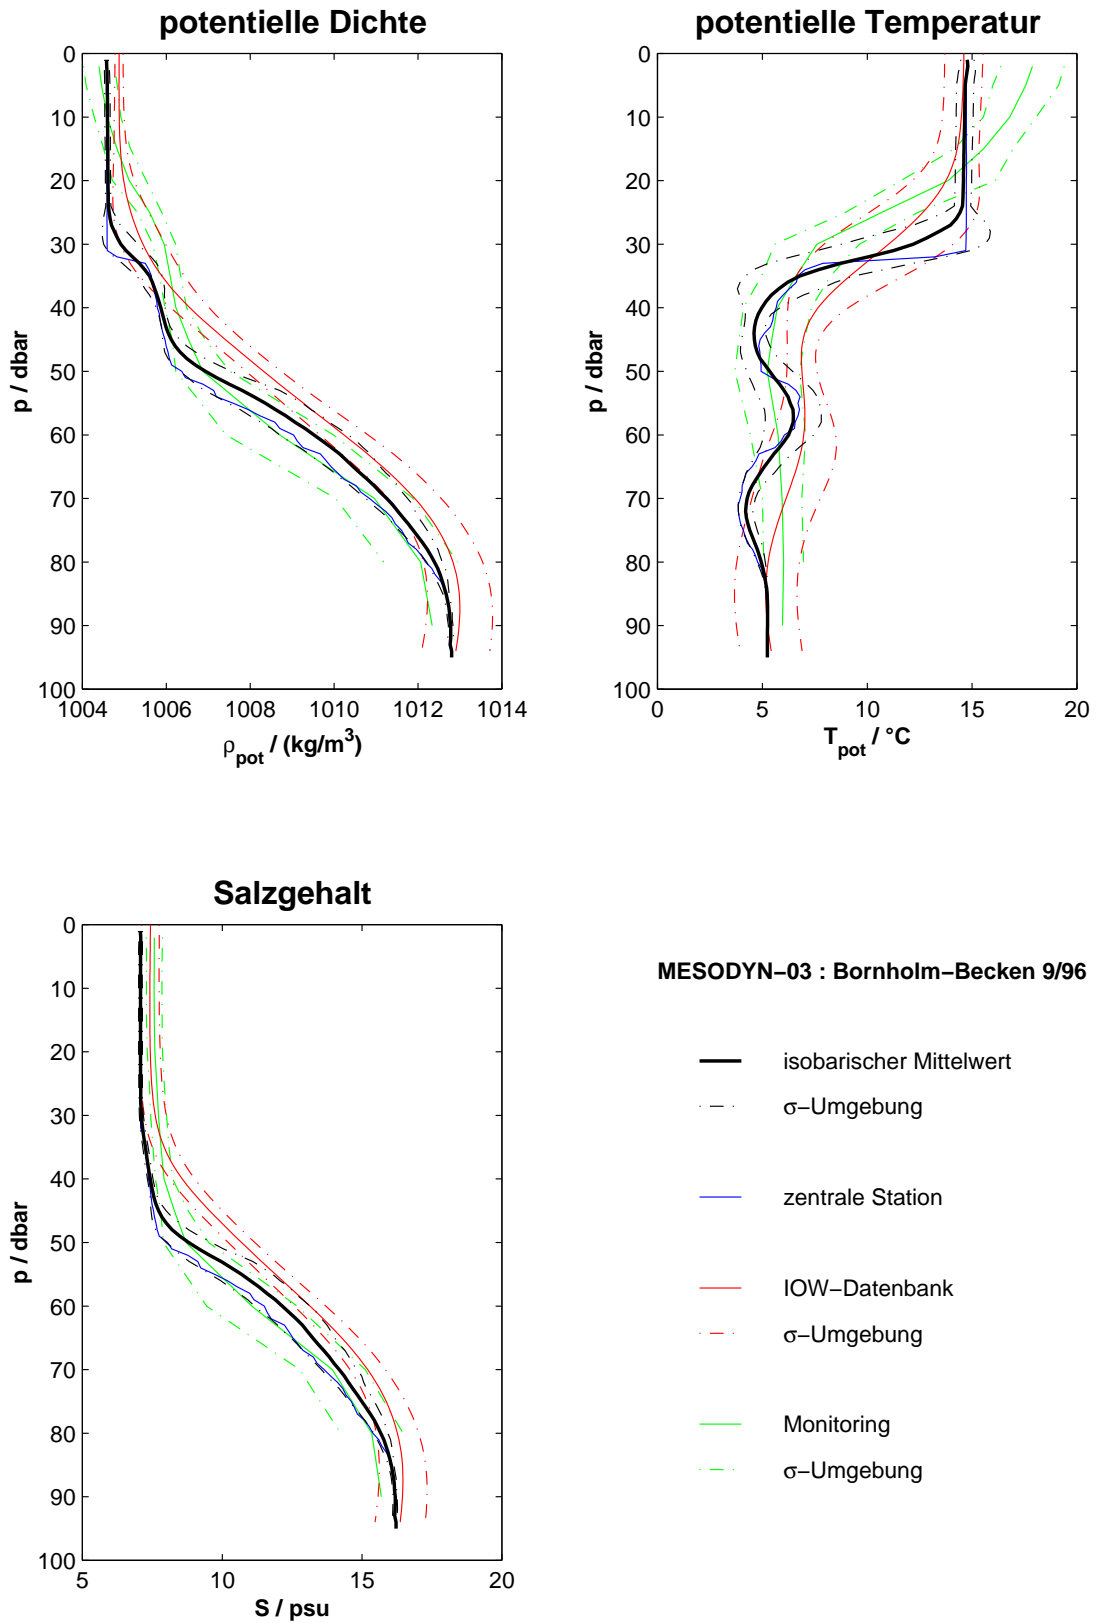 potentielle Dichte
0
10
20
30
40
50
60
70
80
90
100
p / dbar
1004
1006
1008
1010
1012
1014
ρpot / (kg/m³)
potentielle Temperatur
0
10
20
30
40
50
60
70
80
90
100
p / dbar
0
5
10
15
20
Tpot / °C
Salzgehalt
0
10
20
30
40
50
60
70
80
90
100
p / dbar
5
10
15
20
S / psu
MESODYN−03 : Bornholm−Becken 9/96
isobarischer Mittelwert
σ−Umgebung
zentrale Station
IOW−Datenbank
σ−Umgebung
Monitoring
σ−Umgebung